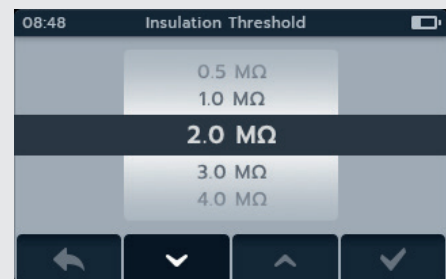 08:48 Insulation Threshold
0.5 MΩ
1.0 MΩ
2.0 MΩ
3.0 MΩ
4.0 MΩ